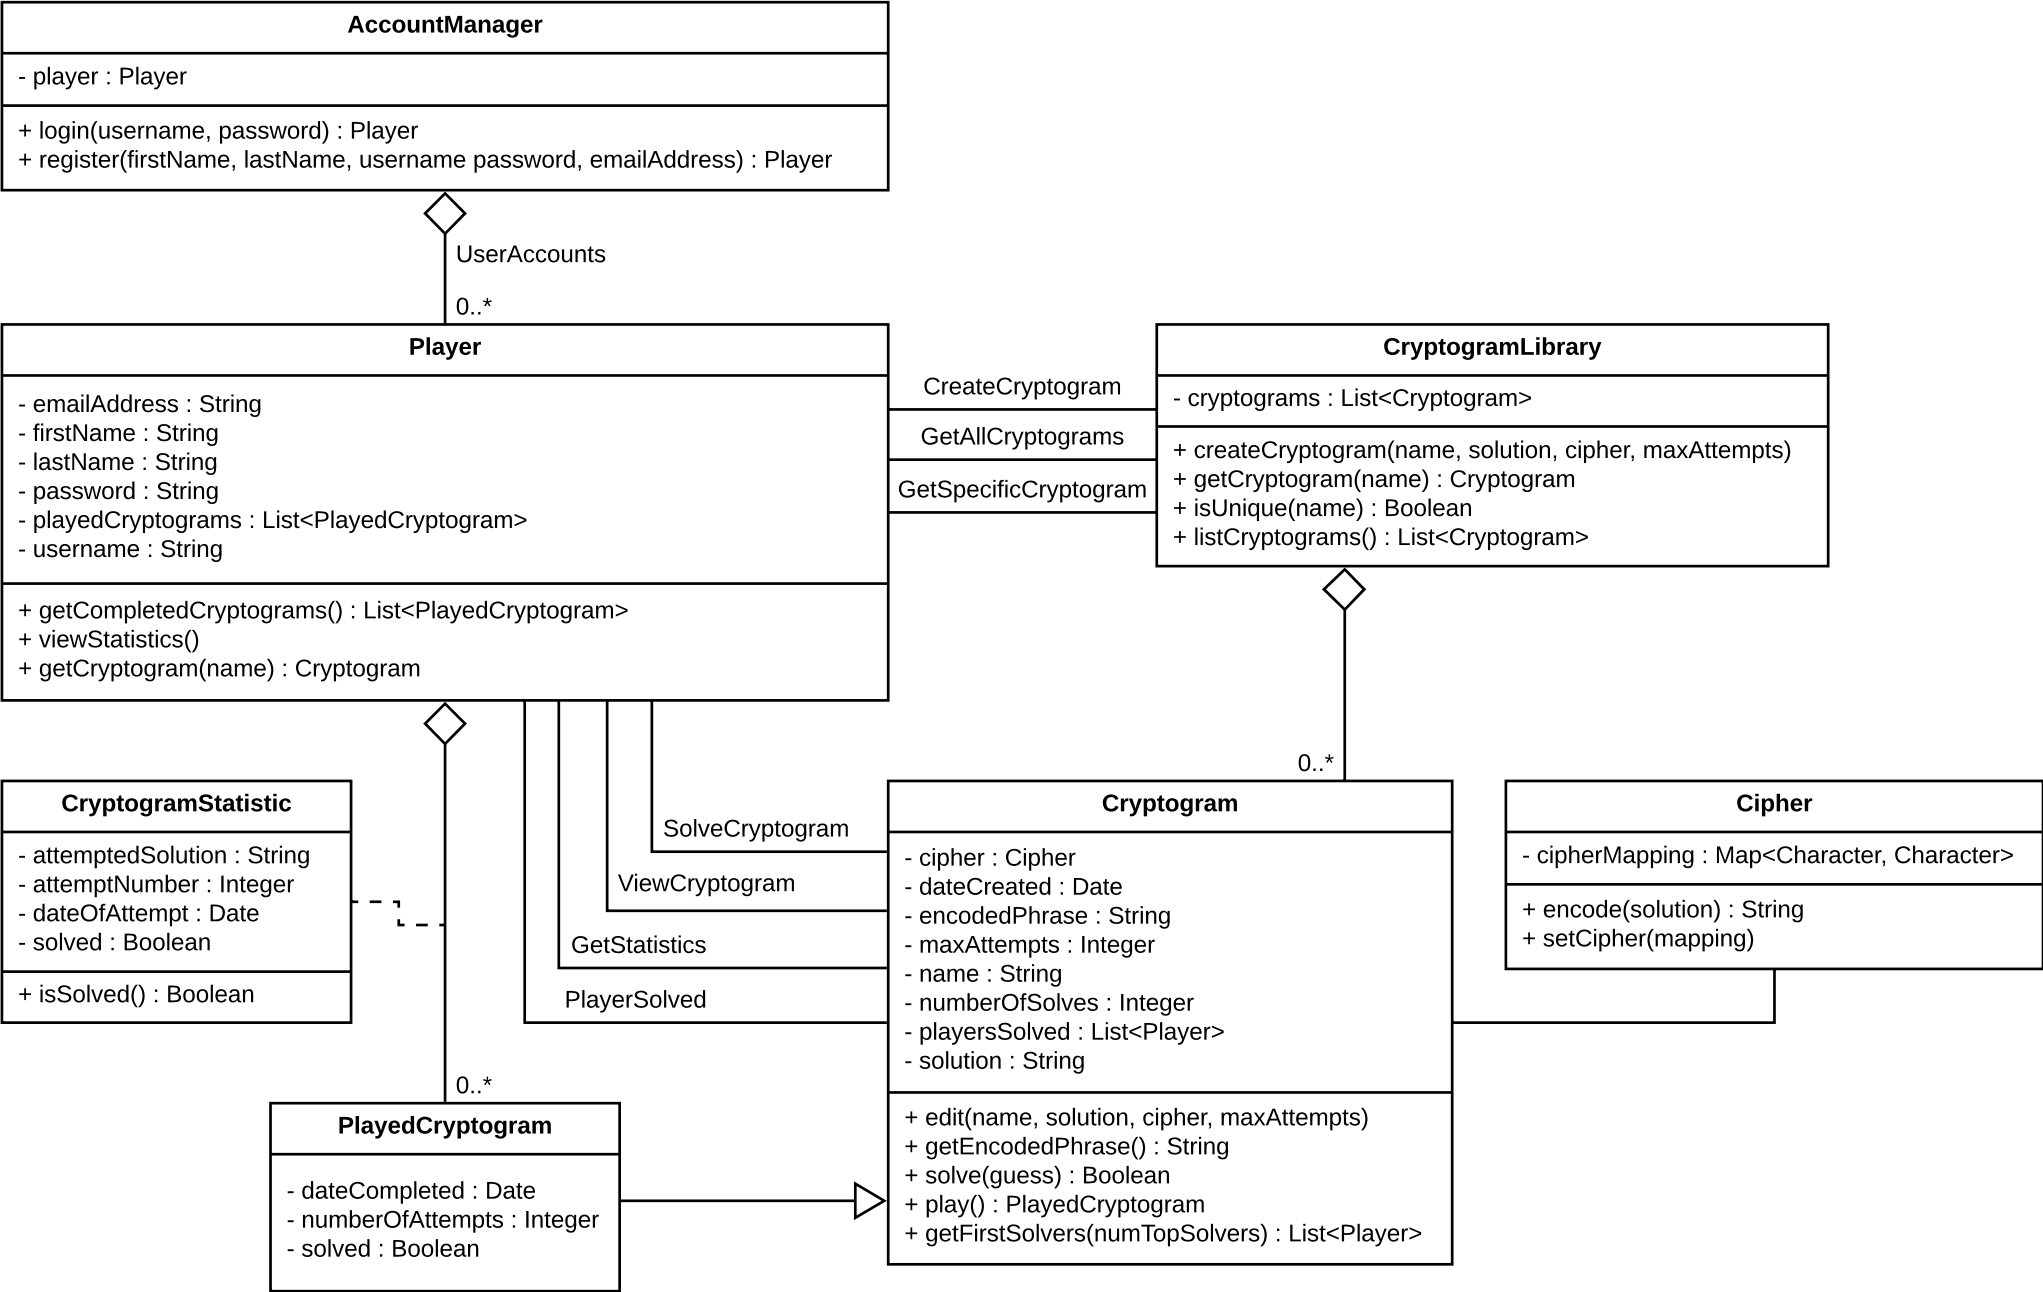 AccountManager
- player : Player
+ login(username, password) : Player
+ register(firstName, lastName, username password, emailAddress) : Player
UserAccounts
0..*
Player
- emailAddress : String
- firstName : String
- lastName : String
- password : String
- playedCryptograms : List<PlayedCryptogram>
- username : String
+ getCompletedCryptograms() : List<PlayedCryptogram>
+ viewStatistics()
+ getCryptogram(name) : Cryptogram
CreateCryptogram
GetAllCryptograms
GetSpecificCryptogram
CryptogramLibrary
- cryptograms : List<Cryptogram>
+ createCryptogram(name, solution, cipher, maxAttempts)
+ getCryptogram(name) : Cryptogram
+ isUnique(name) : Boolean
+ listCryptograms() : List<Cryptogram>
0..*
CryptogramStatistic
- attemptedSolution : String
- attemptNumber : Integer
- dateOfAttempt : Date
- solved : Boolean
+ isSolved() : Boolean
SolveCryptogram
ViewCryptogram
GetStatistics
PlayerSolved
0..*
Cryptogram
- cipher : Cipher
- dateCreated : Date
- encodedPhrase : String
- maxAttempts : Integer
- name : String
- numberOfSolves : Integer
- playersSolved : List<Player>
- solution : String
+ edit(name, solution, cipher, maxAttempts)
+ getEncodedPhrase() : String
+ solve(guess) : Boolean
+ play() : PlayedCryptogram
+ getFirstSolvers(numTopSolvers) : List<Player>
Cipher
- cipherMapping : Map<Character, Character>
+ encode(solution) : String
+ setCipher(mapping)
PlayedCryptogram
- dateCompleted : Date
- numberOfAttempts : Integer
- solved : Boolean